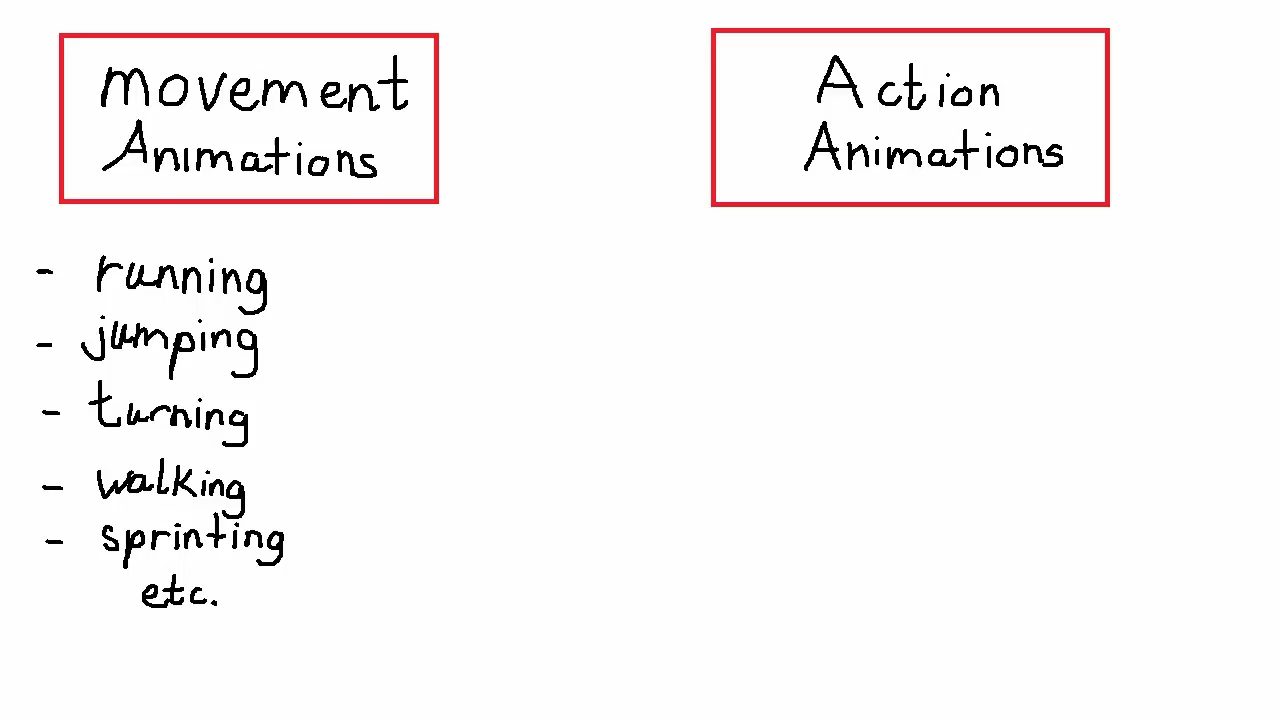 Movement
Animations
- running
- jumping
- turning
- walking
- sprinting
etc.
Action
Animations